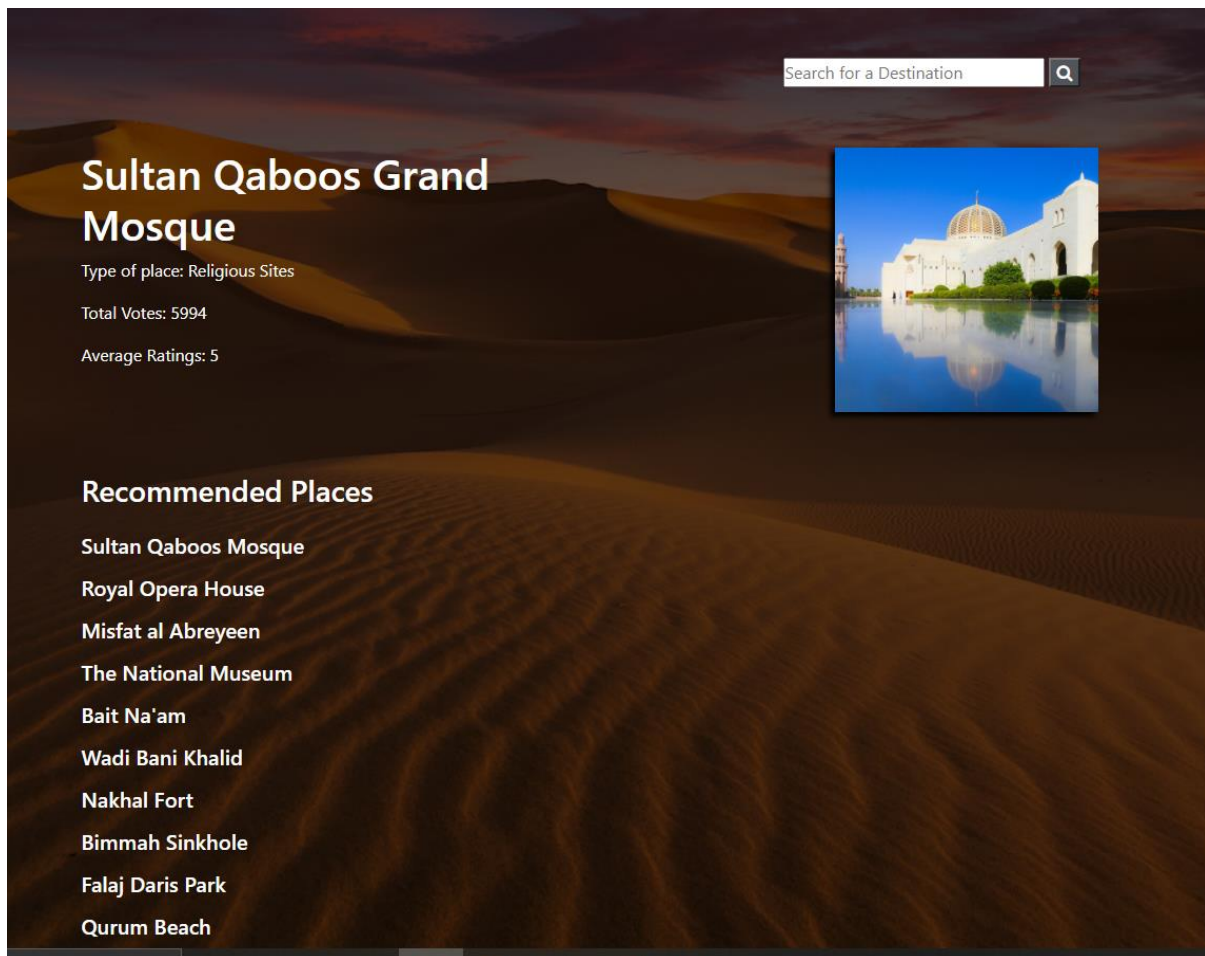 Search for a Destination
Sultan Qaboos Grand
Mosque
Type of place: Religious Sites
Total Votes: 5994
Average Ratings: 5
Recommended Places
Sultan Qaboos Mosque
Royal Opera House
Misfat al Abreyeen
The National Museum
Bait Na'am
Wadi Bani Khalid
Nakhal Fort
Bimmah Sinkhole
Falaj Daris Park
Qurum Beach